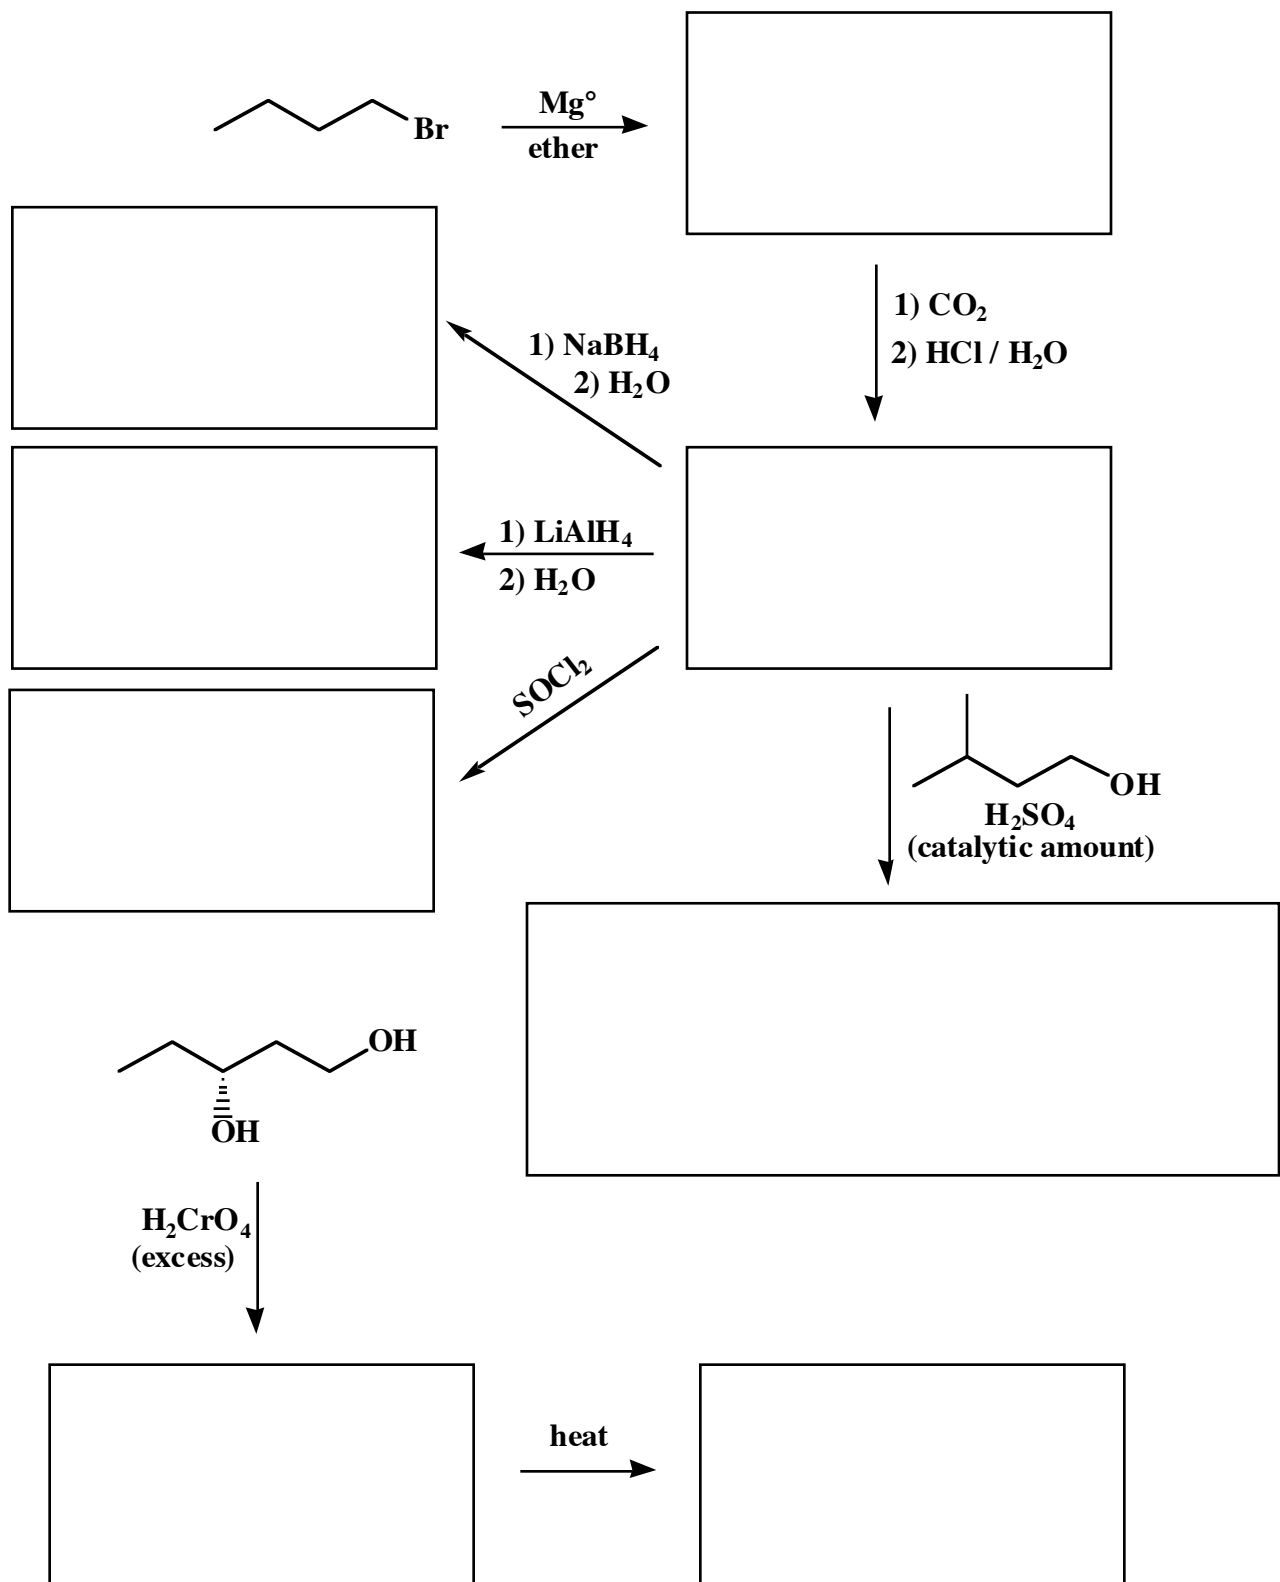 Mg°
Br
ether
1) CO₂
2) HCl / H₂O
1) NaBH₄
2) H₂O
1) LiAlH₄
2) H₂O
SOCl₂
OH
H₂SO₄
(catalytic amount)
OH
OH
H₂CrO₄
(excess)
heat